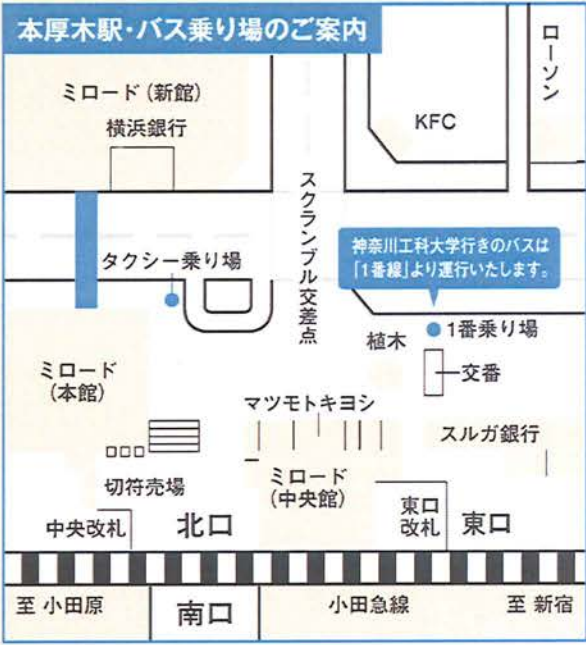 本厚木駅・バス乗り場のご案内
ローソン
ミロード(新館)
横浜銀行
KFC
スクランブル交差点
神奈川工科大学行きのバスは
「1番線」より運行いたします。
タクシー乗り場
1番乗り場
植木
交番
ミロード
(本館)
マツモトキヨシ
スルガ銀行
ミロード
(中央館)
切符売場
東口
改札
東口
中央改札
北口
至 小田原
南口
小田急線
至 新宿